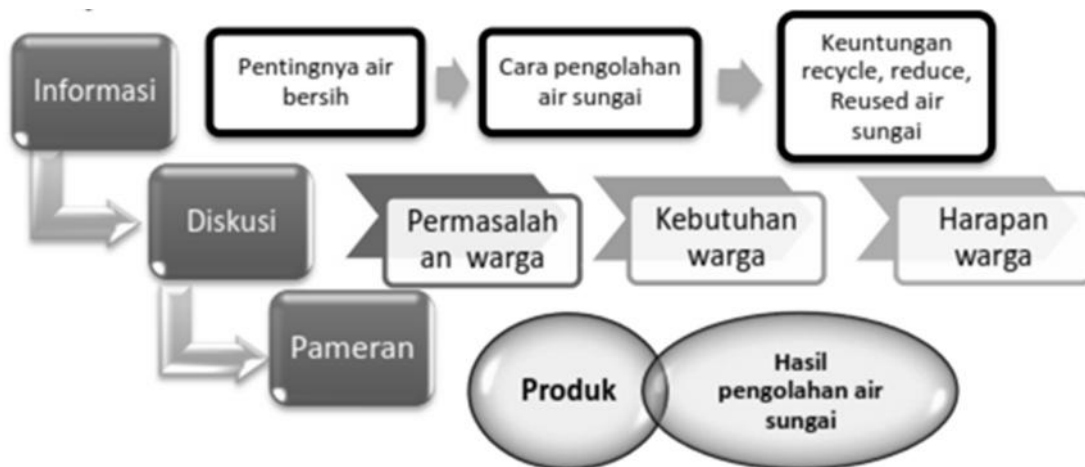 Informasi
Pentingnya air
bersih
Cara pengolahan
air sungai
Keuntungan
recycle, reduce,
Reused air
sungai
Diskusi
Permasalah
an warga
Kebutuhan
warga
Harapan
warga
Pameran
Produk
Hasil
pengolahan air
sungai